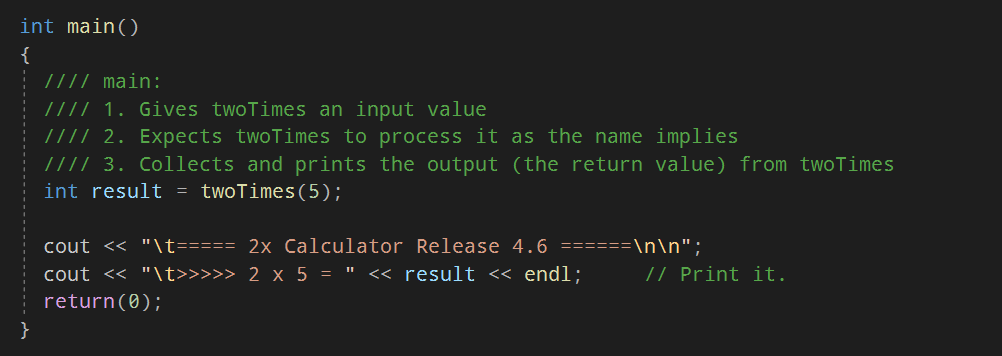 int main()
{
//// main:
//// 1. Gives twoTimes an input value
//// 2. Expects twoTimes to process it as the name implies
//// 3. Collects and prints the output (the return value) from twoTimes
int result = twoTimes(5);
cout << "\t===== 2x Calculator Release 4.6 ======\n\n";
cout << "\t>>>>> 2 x 5 = " << result << endl;     // Print it.
return(0);
}